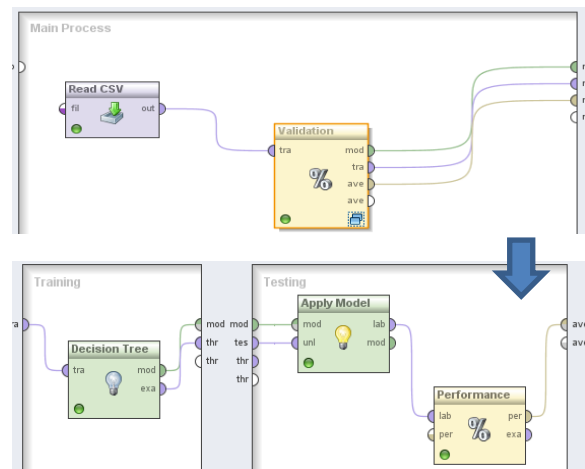 Main Process
Read CSV
fil out
Validation
tra mod
tra
ave
ave
Training
Testing
mod mod
thr tes
thr thr
thr
Decision Tree
tra mod
exa
Apply Model
mod lab
unl mod
Performance
lab per
per exa
ave